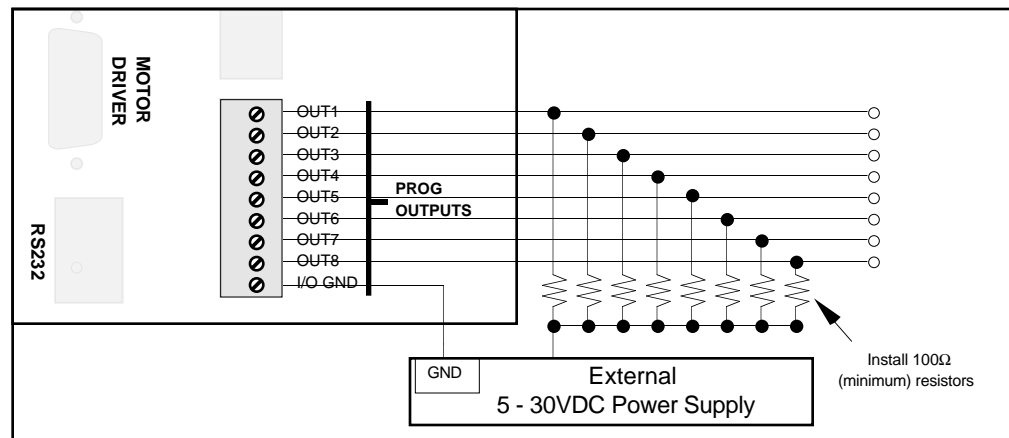 MOTOR
DRIVER
RS232
OUT1
OUT2
OUT3
OUT4
OUT5
OUT6
OUT7
OUT8
I/O GND
PROG
OUTPUTS
GND
External
5 - 30VDC Power Supply
Install 100Ω
(minimum) resistors